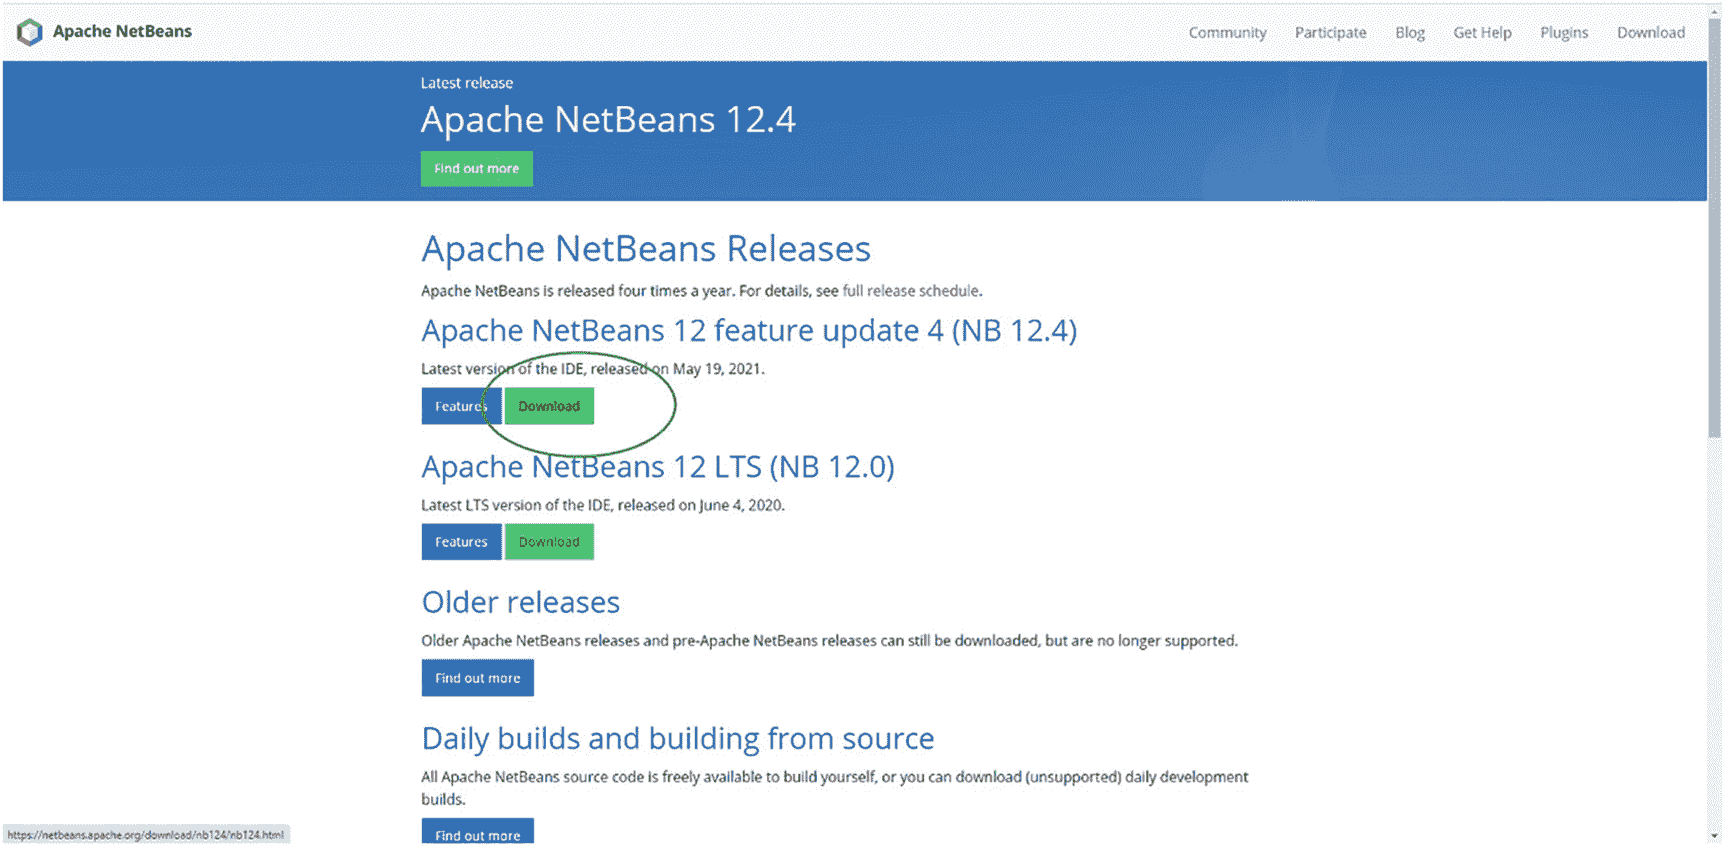 Apache NetBeans
Community Participate Blog Get Help Plugins Download
Latest release
Apache NetBeans 12.4
Find out more
Apache NetBeans Releases
Apache NetBeans is released four times a year. For details, see full release schedule.
Apache NetBeans 12 feature update 4 (NB 12.4)
Latest version of the IDE, released on May 19, 2021.
Features Download
Apache NetBeans 12 LTS (NB 12.0)
Latest LTS version of the IDE, released on June 4, 2020.
Features Download
Older releases
Older Apache NetBeans releases and pre-Apache NetBeans releases can still be downloaded, but are no longer supported.
Find out more
Daily builds and building from source
All Apache NetBeans source code is freely available to build yourself, or you can download (unsupported) daily development
builds.
Find out more
https://netbeans.apache.org/download/nb124/nb124.html